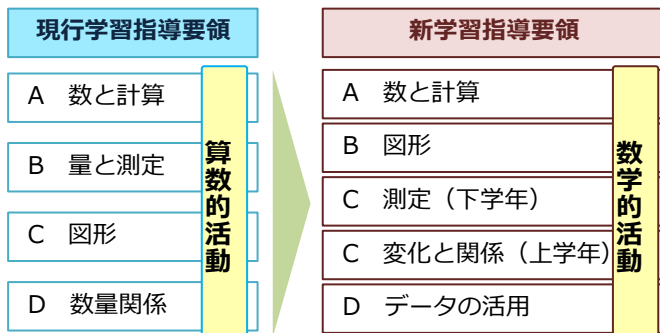 現行学習指導要領
A 数と計算
B 量と測定
C 図形
D 数量関係
算数的活動
新学習指導要領
A 数と計算
B 図形
C 測定（下学年）
C 変化と関係（上学年）
D データの活用
数学的活動